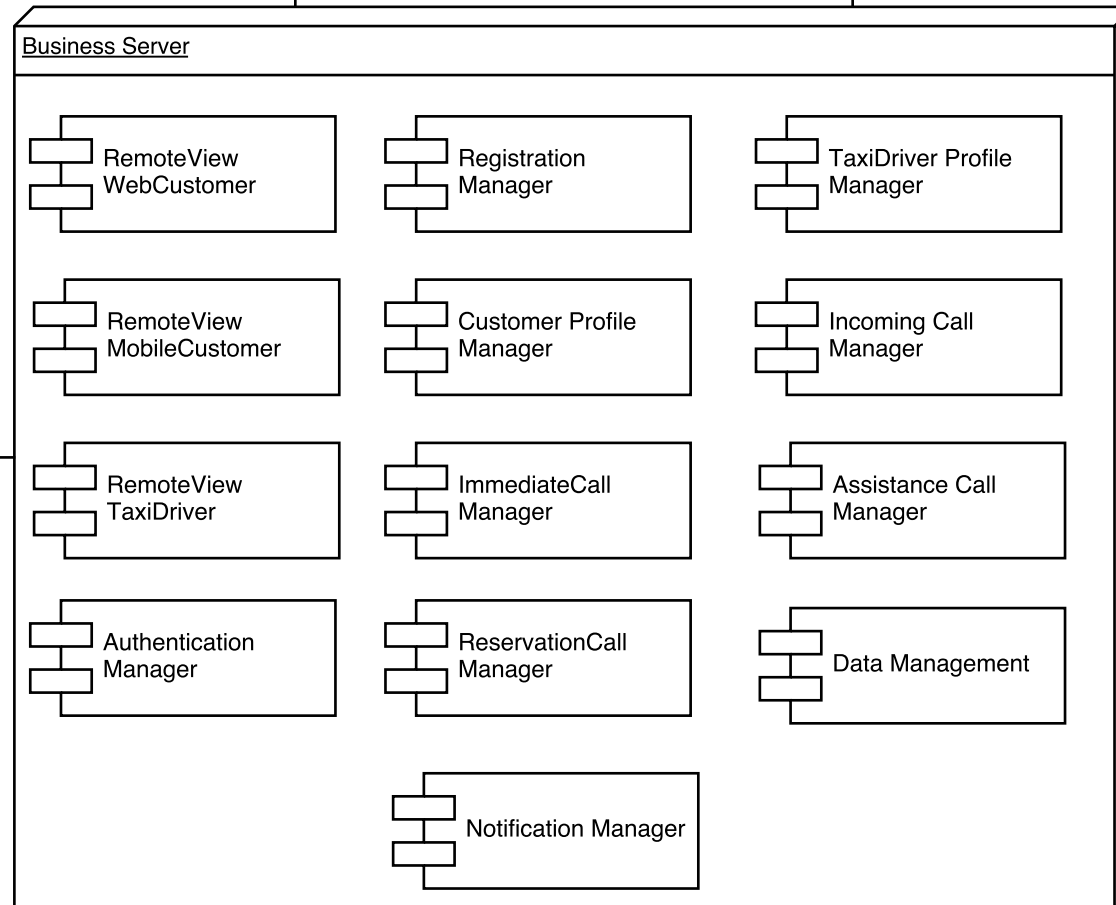 Business Server
RemoteView
WebCustomer
Registration
Manager
TaxiDriver Profile
Manager
RemoteView
MobileCustomer
Customer Profile
Manager
Incoming Call
Manager
RemoteView
TaxiDriver
ImmediateCall
Manager
Assistance Call
Manager
Authentication
Manager
ReservationCall
Manager
Data Management
Notification Manager